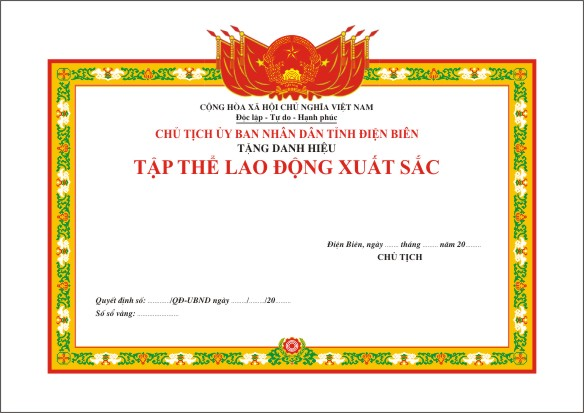 CỘNG HÒA XÃ HỘI CHỦ NGHĨA VIỆT NAM
Độc lập - Tự do - Hạnh phúc
CHỦ TỊCH ỦY BAN NHÂN DÂN TỈNH ĐIỆN BIÊN
TẶNG DANH HIỆU
TẬP THỂ LAO ĐỘNG XUẤT SẮC
Điện Biên, ngày ...... tháng ........ năm 20........
CHỦ TỊCH
Quyết định số: .........../QĐ-UBND ngày ......../......../20........
Số sổ vàng: .....................